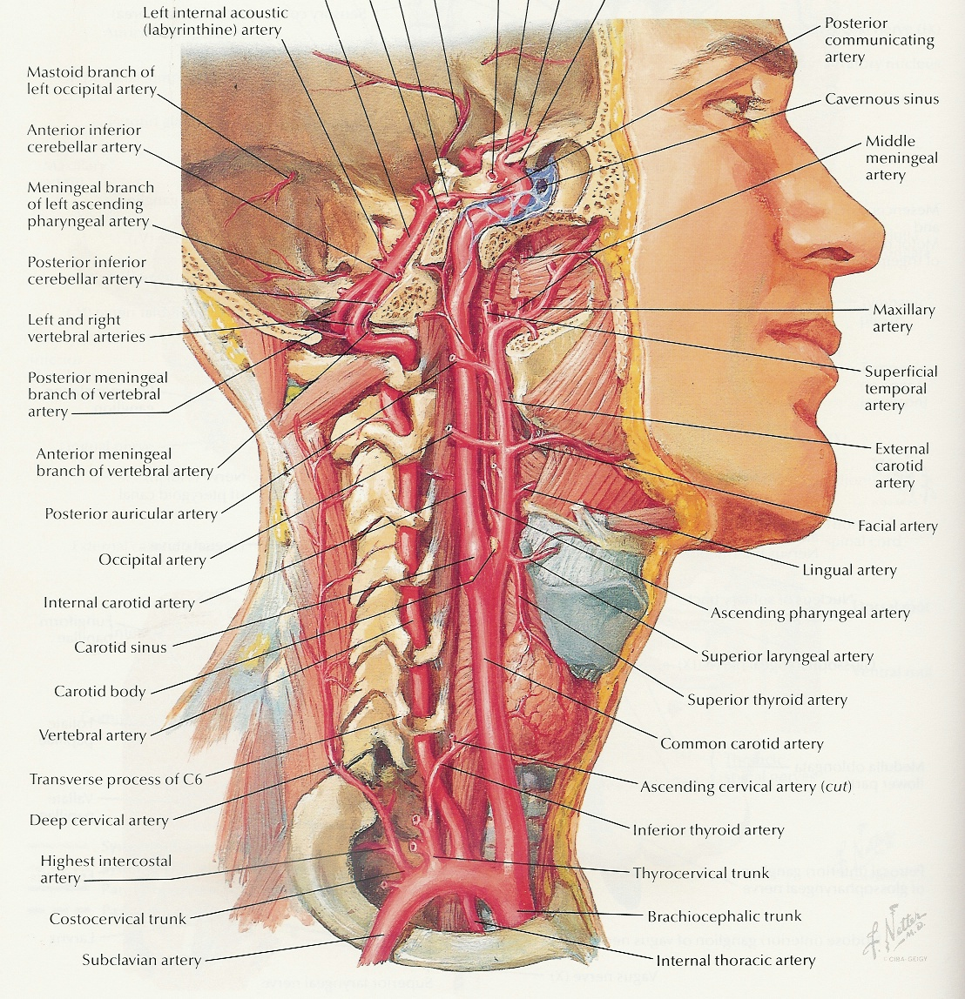 Left internal acoustic
(labyrinthine) artery
Mastoid branch of
left occipital artery
Anterior inferior
cerebellar artery
Meningeal branch
of left ascending
pharyngeal artery
Posterior inferior
cerebellar artery
Left and right
vertebral arteries
Posterior meningeal
branch of vertebral
artery
Anterior meningeal
branch of vertebral artery
Posterior auricular artery
Occipital artery
Internal carotid artery
Carotid sinus
Carotid body
Vertebral artery
Transverse process of C6
Deep cervical artery
Highest intercostal
artery
Costocervical trunk
Subclavian artery
Posterior
communicating
artery
Cavernous sinus
Middle
meningeal
artery
Maxillary
artery
Superficial
temporal
artery
External
carotid
artery
Facial artery
Lingual artery
Ascending pharyngeal artery
Superior laryngeal artery
Superior thyroid artery
Common carotid artery
Ascending cervical artery (cut)
Inferior thyroid artery
Thyrocervical trunk
Brachiocephalic trunk
Internal thoracic artery
F. Netter
M.D.
©CIBA-GEIGY